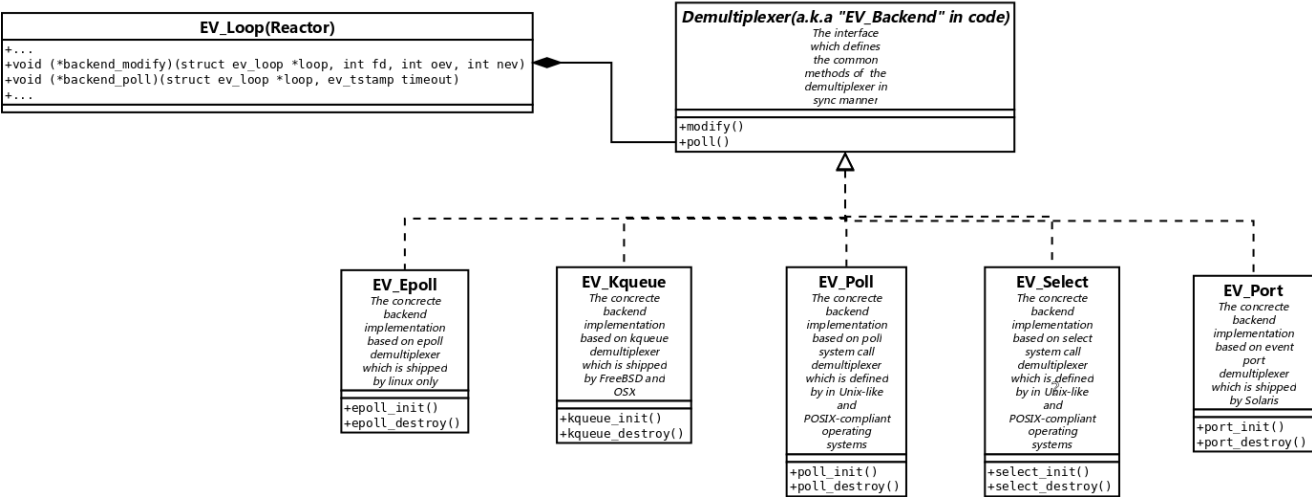 EV_Loop(Reactor)
+...
+void (*backend_modify)(struct ev_loop *loop, int fd, int oev, int nev)
+void (*backend_poll)(struct ev_loop *loop, ev_tstamp timeout)
+...
Demultiplexer(a.k.a "EV_Backend" in code)
The interface
which defines
the common
methods of the
demultiplexer in
sync manner
+modify()
+poll()
EV_Epoll
The concrecte
backend
implementation
based on epoll
demultiplexer
which is shipped
by linux only
+epoll_init()
+epoll_destroy()
EV_Kqueue
The concrecte
backend
implementation
based on kqueue
demultiplexer
which is shipped
by FreeBSD and
OSX
+kqueue_init()
+kqueue_destroy()
EV_Poll
The concrecte
backend
implementation
based on poll
system call
demultiplexer
which is defined
by in Unix-like
and
POSIX-compliant
operating
systems
+poll_init()
+poll_destroy()
EV_Select
The concrecte
backend
implementation
based on select
system call
demultiplexer
which is defined
by in Unix-like
and
POSIX-compliant
operating
systems
+select_init()
+select_destroy()
EV_Port
The concrecte
backend
implementation
based on event
port
demultiplexer
which is shipped
by Solaris
+port_init()
+port_destroy()